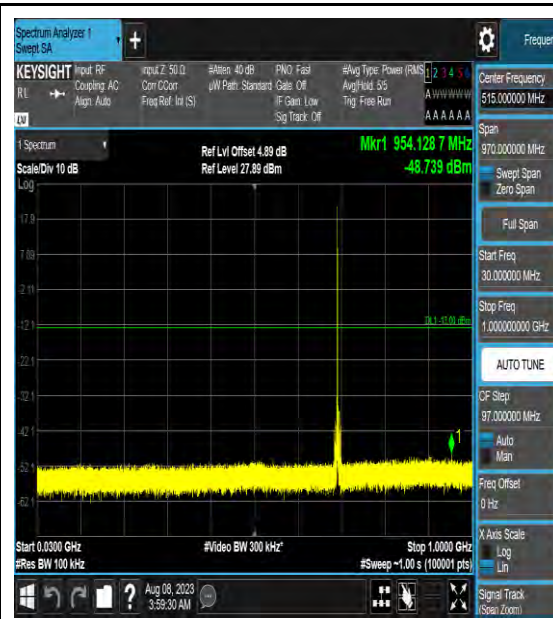 Spectrum Analyzer 1
Swept SA
+
Frequen
KEYSIGHT
RL
LV
Input: RF
Coupling: AC
Align: Auto
Input Z: 50 Ω
Corr CCorr
Freq Ref: Int (S)
#Atten: 40 dB
µW Path: Standard
PNO: Fast
Gate: Off
IF Gain: Low
Sig Track: Off
#Avg Type: Power (RMS
Avg|Hold: 5/5
Trig: Free Run
1 2 3 4 5 6
A W W W W W
A A A A A A
1 Spectrum
Scale/Div 10 dB
Log
Ref Lvl Offset 4.89 dB
Ref Level 27.89 dBm
Mkr1 954.128 7 MHz
-48.739 dBm
17.9
7.89
-2.11
-12.1
-22.1
-32.1
-42.1
-52.1
-62.1
DL1 -13.00 dBm
1
Start 0.0300 GHz
#Res BW 100 kHz
#Video BW 300 kHz*
Stop 1.0000 GHz
#Sweep ~1.00 s (100001 pts)
Center Frequency
515.000000 MHz
Span
970.000000 MHz
Swept Span
Zero Span
Full Span
Start Freq
30.000000 MHz
Stop Freq
1.000000000 GHz
AUTO TUNE
CF Step
97.000000 MHz
Auto
Man
Freq Offset
0 Hz
X Axis Scale
Log
Lin
Signal Track
(Span Zoom)
?
Aug 08, 2023
3:59:30 AM